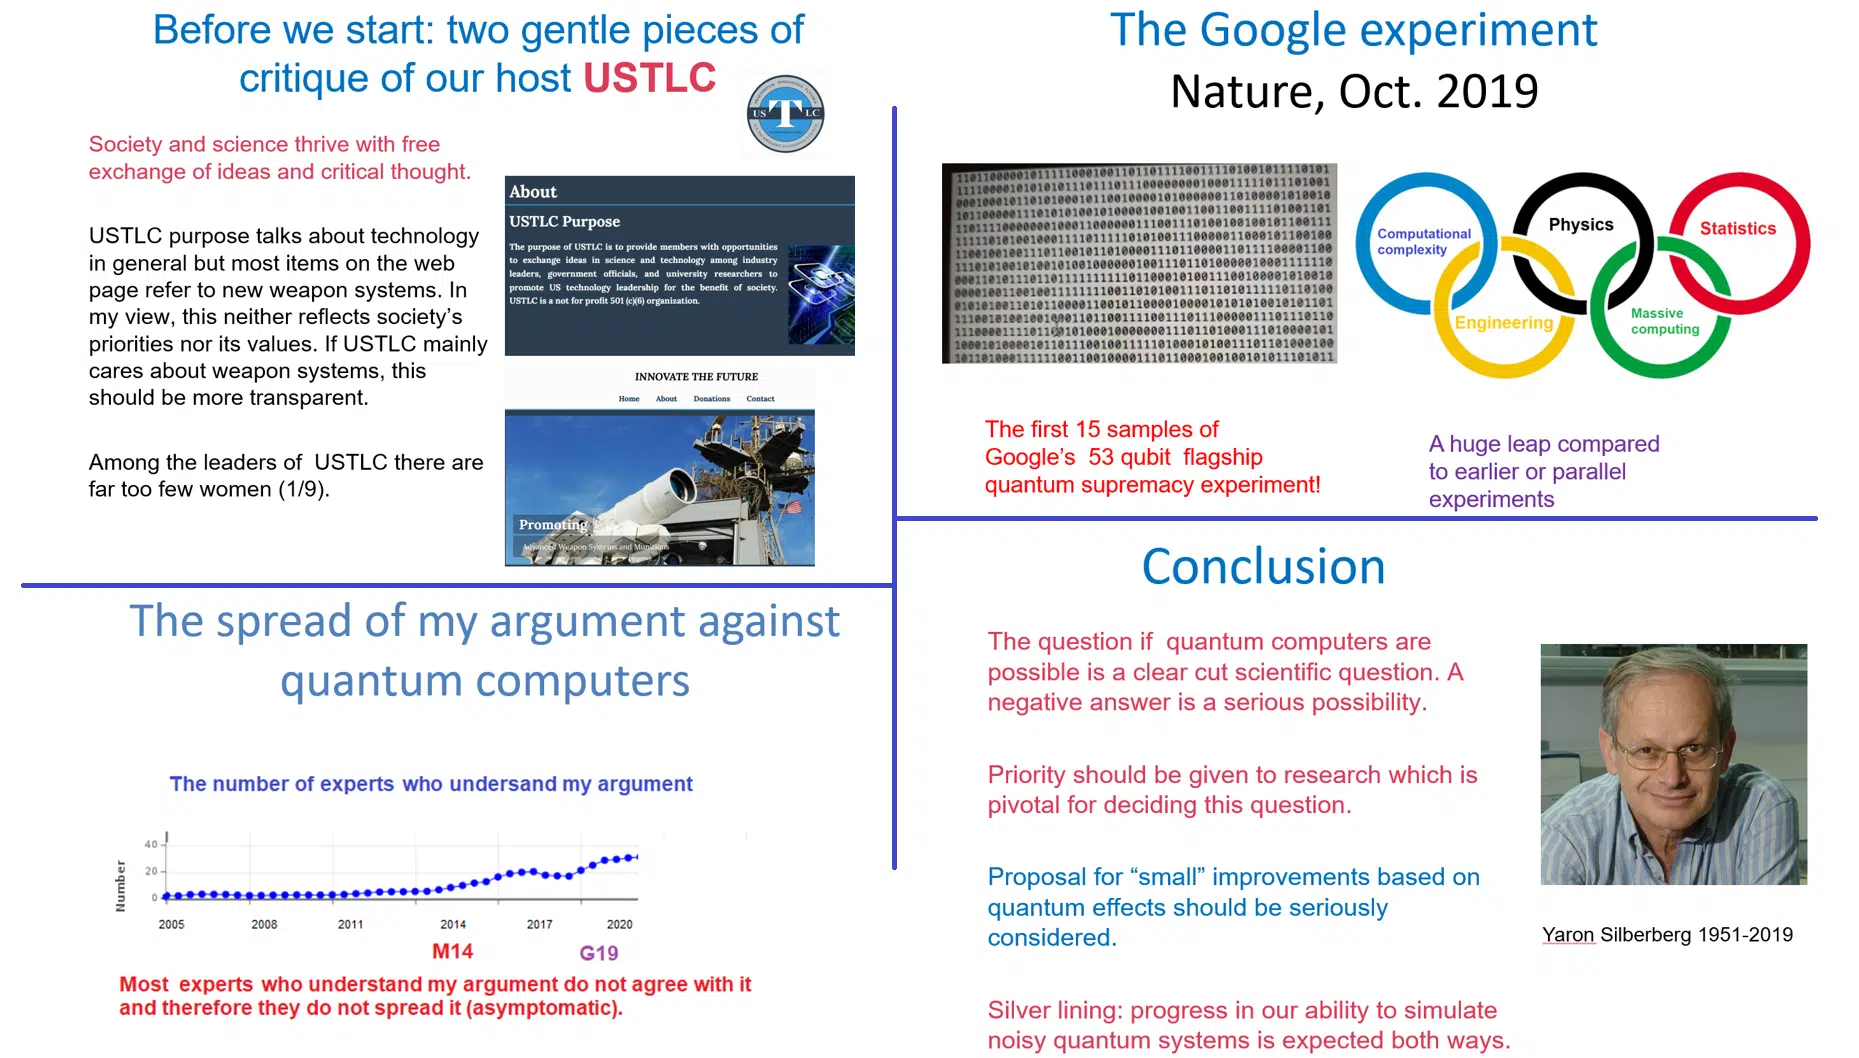 Before we start: two gentle pieces of
critique of our host USTLC
US T LC
Society and science thrive with free
exchange of ideas and critical thought.
USTLC purpose talks about technology
in general but most items on the web
page refer to new weapon systems. In
my view, this neither reflects society's
priorities nor its values. If USTLC mainly
cares about weapon systems, this
should be more transparent.
Among the leaders of USTLC there are
far too few women (1/9).
About
USTLC Purpose
The purpose of USTLC is to provide members with opportunities
to exchange ideas in science and technology among industry
leaders, government officials, and university researchers to
promote US technology leadership for the benefit of society.
USTLC is a not for profit 501 (c)(6) organization.
INNOVATE THE FUTURE
Home About Donations Contact
Promoting
Advanced Weapon Systems and Munitions
The Google experiment
Nature, Oct. 2019
Computational
complexity
Physics
Statistics
Engineering
Massive
computing
The first 15 samples of
Google's 53 qubit flagship
quantum supremacy experiment!
A huge leap compared
to earlier or parallel
experiments
The spread of my argument against
quantum computers
The number of experts who undersand my argument
Number
40
20
0
2005 2008 2011 2014 2017 2020
M14 G19
Most experts who understand my argument do not agree with it
and therefore they do not spread it (asymptomatic).
Conclusion
The question if quantum computers are
possible is a clear cut scientific question. A
negative answer is a serious possibility.
Priority should be given to research which is
pivotal for deciding this question.
Proposal for “small” improvements based on
quantum effects should be seriously
considered.
Silver lining: progress in our ability to simulate
noisy quantum systems is expected both ways.
Yaron Silberberg 1951-2019